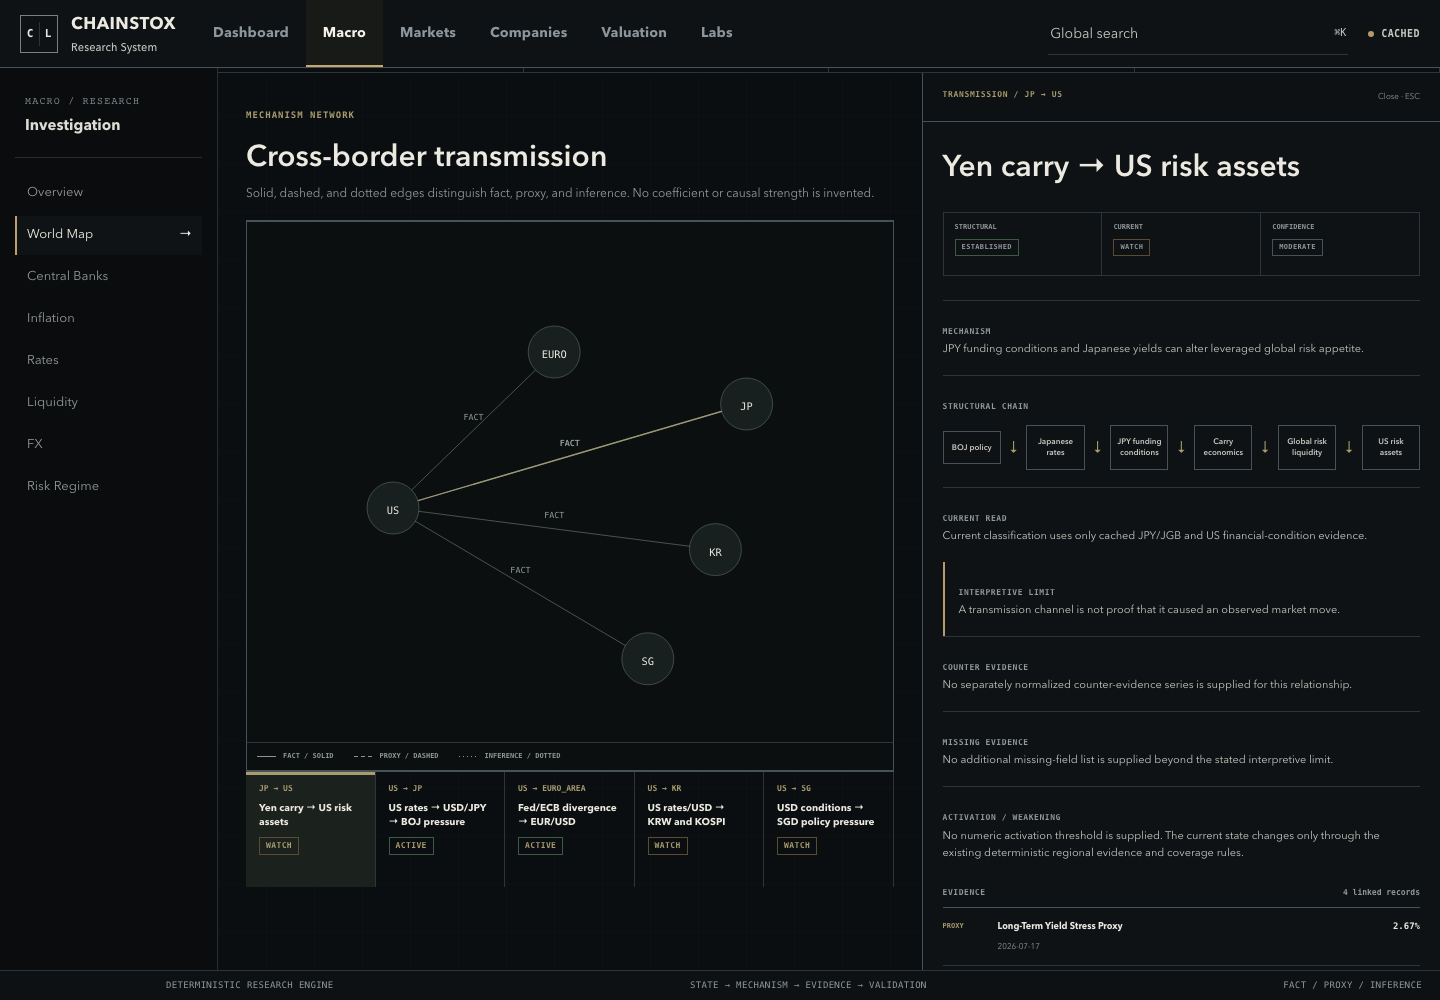 C L
CHAINSTOX
Research System
Dashboard
Macro
Markets
Companies
Valuation
Labs
Global search
⌘K
CACHED
MACRO / RESEARCH
Investigation
Overview
World Map →
Central Banks
Inflation
Rates
Liquidity
FX
Risk Regime
MECHANISM NETWORK
Cross-border transmission
Solid, dashed, and dotted edges distinguish fact, proxy, and inference. No coefficient or causal strength is invented.
EURO
JP
FACT
FACT
US
FACT
KR
FACT
SG
FACT / SOLID
PROXY / DASHED
INFERENCE / DOTTED
JP → US
Yen carry → US risk
assets
WATCH
US → JP
US rates → USD/JPY
→ BOJ pressure
ACTIVE
US → EURO_AREA
Fed/ECB divergence
→ EUR/USD
ACTIVE
US → KR
US rates/USD →
KRW and KOSPI
WATCH
US → SG
USD conditions →
SGD policy pressure
WATCH
TRANSMISSION / JP → US
Close · ESC
Yen carry → US risk assets
STRUCTURAL
ESTABLISHED
CURRENT
WATCH
CONFIDENCE
MODERATE
MECHANISM
JPY funding conditions and Japanese yields can alter leveraged global risk appetite.
STRUCTURAL CHAIN
BOJ policy
↓
Japanese
rates
↓
JPY funding
conditions
↓
Carry
economics
↓
Global risk
liquidity
↓
US risk
assets
CURRENT READ
Current classification uses only cached JPY/JGB and US financial-condition evidence.
INTERPRETIVE LIMIT
A transmission channel is not proof that it caused an observed market move.
COUNTER EVIDENCE
No separately normalized counter-evidence series is supplied for this relationship.
MISSING EVIDENCE
No additional missing-field list is supplied beyond the stated interpretive limit.
ACTIVATION / WEAKENING
No numeric activation threshold is supplied. The current state changes only through the
existing deterministic regional evidence and coverage rules.
EVIDENCE
4 linked records
PROXY
Long-Term Yield Stress Proxy
2.67%
2026-07-17
DETERMINISTIC RESEARCH ENGINE
STATE → MECHANISM → EVIDENCE → VALIDATION
FACT / PROXY / INFERENCE